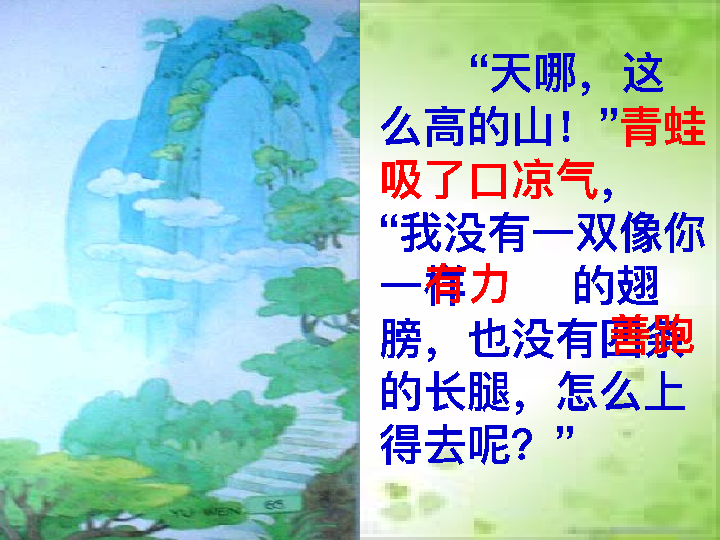 “天哪，这
么高的山！”青蛙
吸了口凉气，
“我没有一双像你
一样有力的翅
膀，也没有四条善跑
的长腿，怎么上
得去呢？”
YU WEN 65